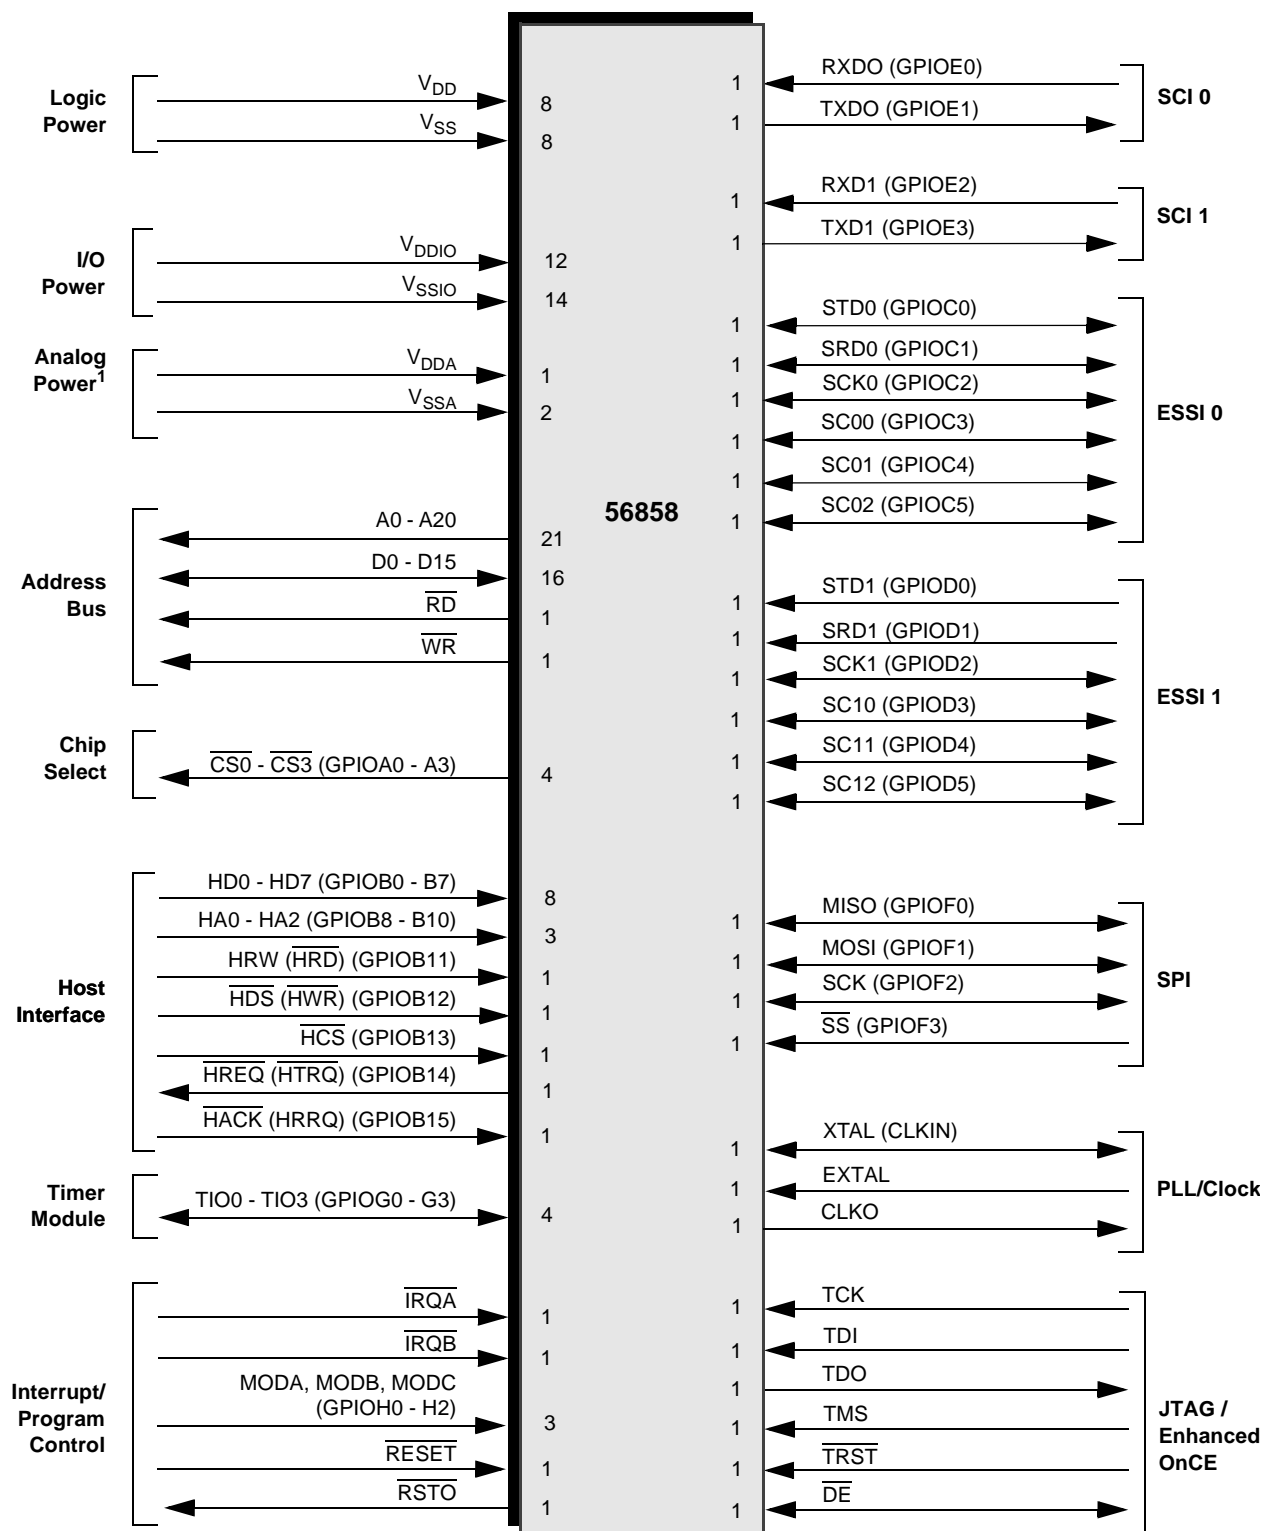 Logic
Power
VDD
8
VSS
8
I/O
Power
VDDIO
12
VSSIO
14
Analog
Power1
VDDA
1
VSSA
2
Address
Bus
A0 - A20
21
D0 - D15
16
RD
1
WR
1
Chip
Select
CS0 - CS3 (GPIOA0 - A3)
4
Host
Interface
HD0 - HD7 (GPIOB0 - B7)
8
HA0 - HA2 (GPIOB8 - B10)
3
HRW (HRD) (GPIOB11)
1
HDS (HWR) (GPIOB12)
1
HCS (GPIOB13)
1
HREQ (HTRQ) (GPIOB14)
1
HACK (HRRQ) (GPIOB15)
1
Timer
Module
TIO0 - TIO3 (GPIOG0 - G3)
4
Interrupt/
Program
Control
IRQA
1
IRQB
1
MODA, MODB, MODC
(GPIOH0 - H2)
3
RESET
1
RSTO
1
56858
1
RXDO (GPIOE0)
1
TXDO (GPIOE1)
SCI 0
1
RXD1 (GPIOE2)
1
TXD1 (GPIOE3)
SCI 1
1
STD0 (GPIOC0)
1
SRD0 (GPIOC1)
1
SCK0 (GPIOC2)
1
SC00 (GPIOC3)
1
SC01 (GPIOC4)
1
SC02 (GPIOC5)
ESSI 0
1
STD1 (GPIOD0)
1
SRD1 (GPIOD1)
1
SCK1 (GPIOD2)
1
SC10 (GPIOD3)
1
SC11 (GPIOD4)
1
SC12 (GPIOD5)
ESSI 1
1
MISO (GPIOF0)
1
MOSI (GPIOF1)
1
SCK (GPIOF2)
1
SS (GPIOF3)
SPI
1
XTAL (CLKIN)
1
EXTAL
1
CLKO
PLL/Clock
1
TCK
1
TDI
1
TDO
1
TMS
1
TRST
1
DE
JTAG /
Enhanced
OnCE